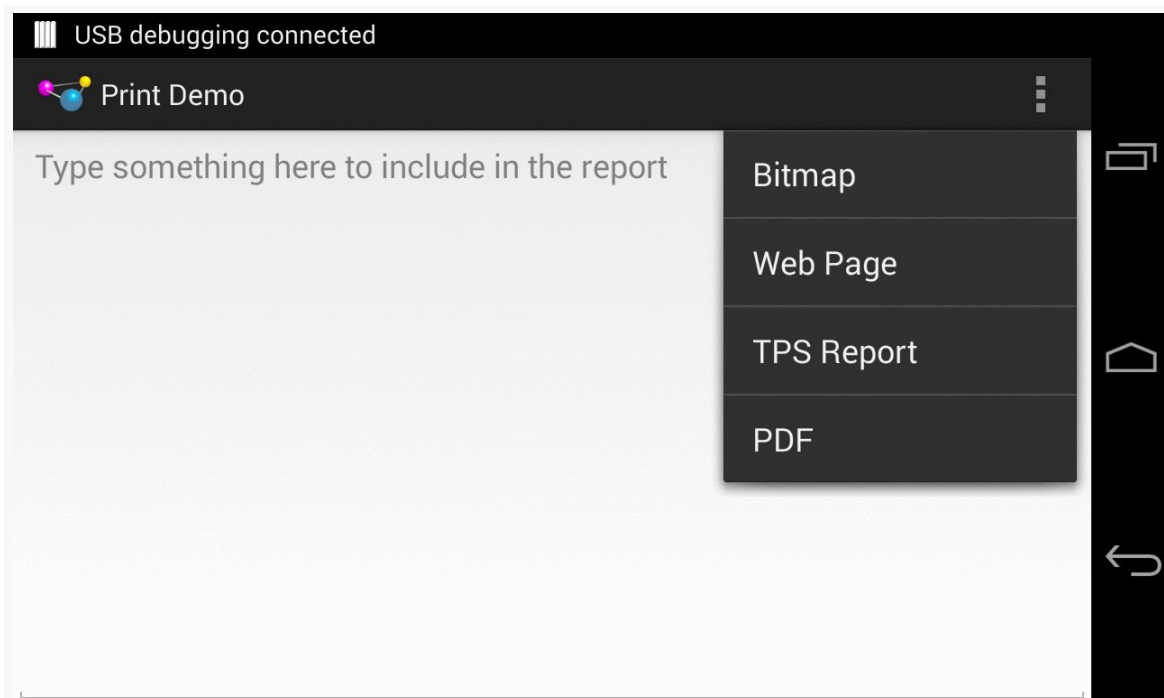 USB debugging connected
Print Demo
Type something here to include in the report
Bitmap
Web Page
TPS Report
PDF